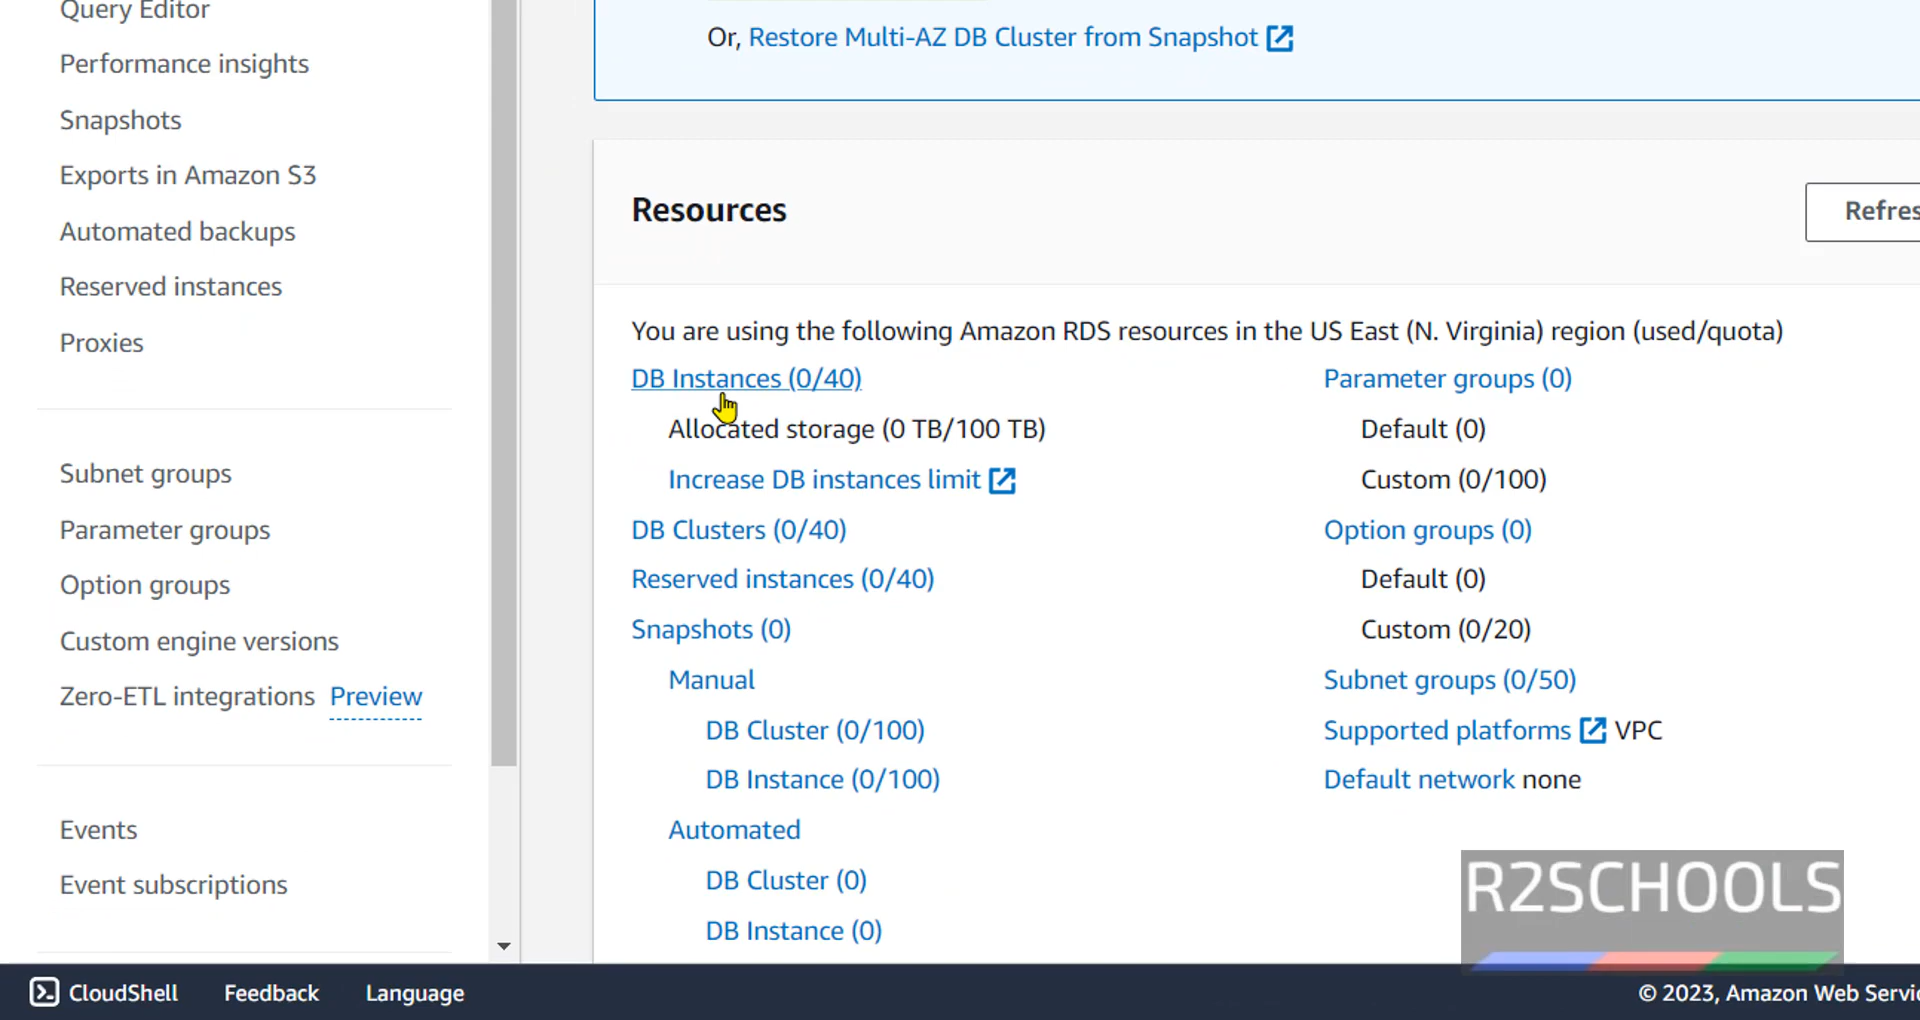 Query Editor
Performance insights
Snapshots
Exports in Amazon S3
Automated backups
Reserved instances
Proxies
Subnet groups
Parameter groups
Option groups
Custom engine versions
Zero-ETL integrations Preview
Events
Event subscriptions
Or, Restore Multi-AZ DB Cluster from Snapshot
Resources
You are using the following Amazon RDS resources in the US East (N. Virginia) region (used/quota)
DB Instances (0/40)
Allocated storage (0 TB/100 TB)
Increase DB instances limit
DB Clusters (0/40)
Reserved instances (0/40)
Snapshots (0)
Manual
DB Cluster (0/100)
DB Instance (0/100)
Automated
DB Cluster (0)
DB Instance (0)
Parameter groups (0)
Default (0)
Custom (0/100)
Option groups (0)
Default (0)
Custom (0/20)
Subnet groups (0/50)
Supported platforms VPC
Default network none
R2SCHOOLS
CloudShell Feedback Language
© 2023, Amazon Web